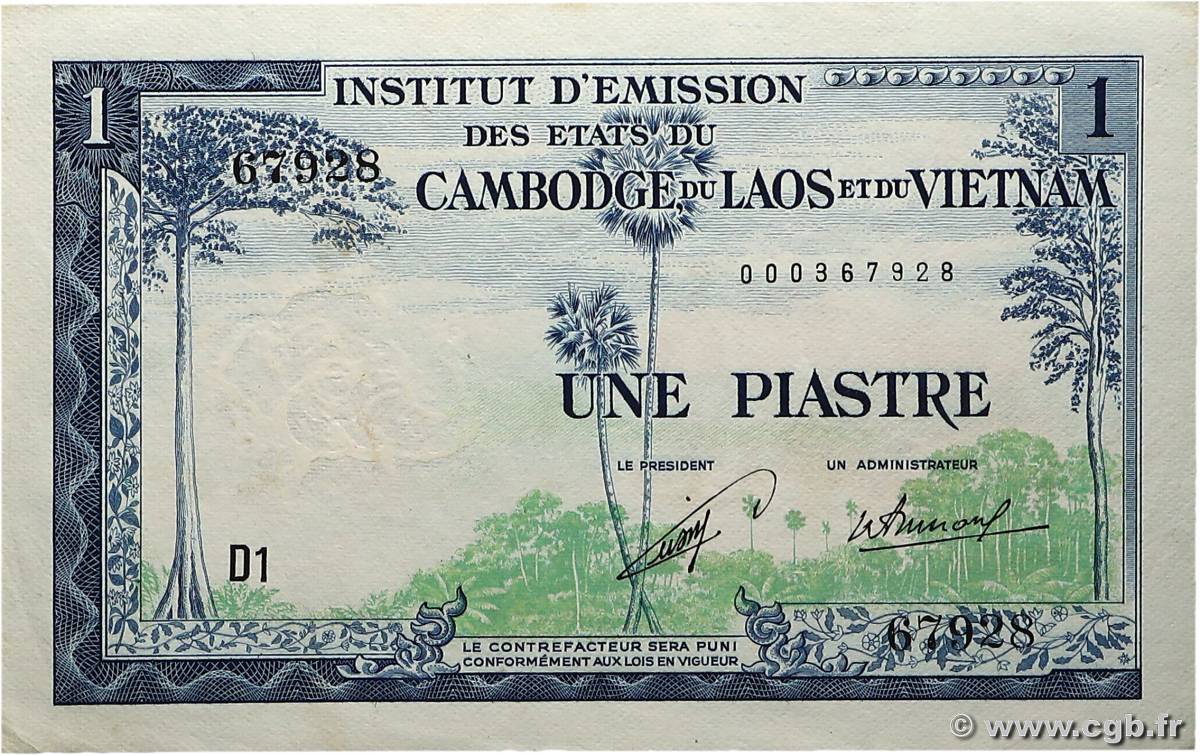 1
INSTITUT D'EMISSION
1
DES ETATS DU
67928
CAMBODGE, DU LAOS ET DU VIETNAM
000367928
UNE PIASTRE
LE PRESIDENT
UN ADMINISTRATEUR
D1
67928
LE CONTREFACTEUR SERA PUNI
CONFORMÉMENT AUX LOIS EN VIGUEUR
© www.cgb.fr